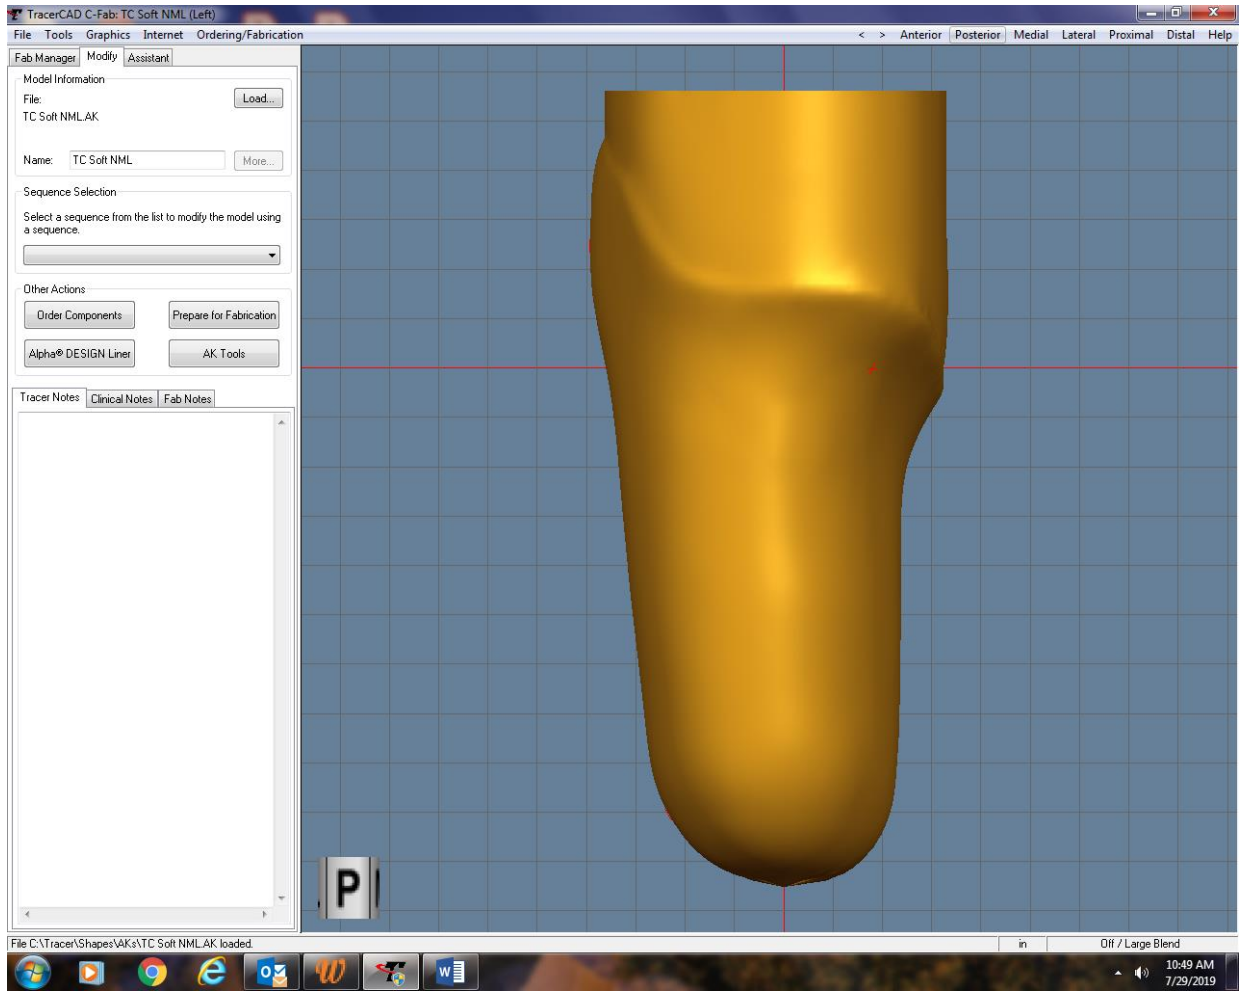 TracerCAD C-Fab: TC Soft NML (Left)
File Tools Graphics Internet Ordering/Fabrication < > Anterior Posterior Medial Lateral Proximal Distal Help
Fab Manager Modify Assistant
Model Information
File: Load...
TC Soft NML.AK
Name: TC Soft NML More...
Sequence Selection
Select a sequence from the list to modify the model using
a sequence.
Other Actions
Order Components Prepare for Fabrication
Alpha® DESIGN Liner AK Tools
Tracer Notes Clinical Notes Fab Notes
P
File C:\Tracer\Shapes\AKs\TC Soft NML.AK loaded. in Off / Large Blend
10:49 AM
7/29/2019